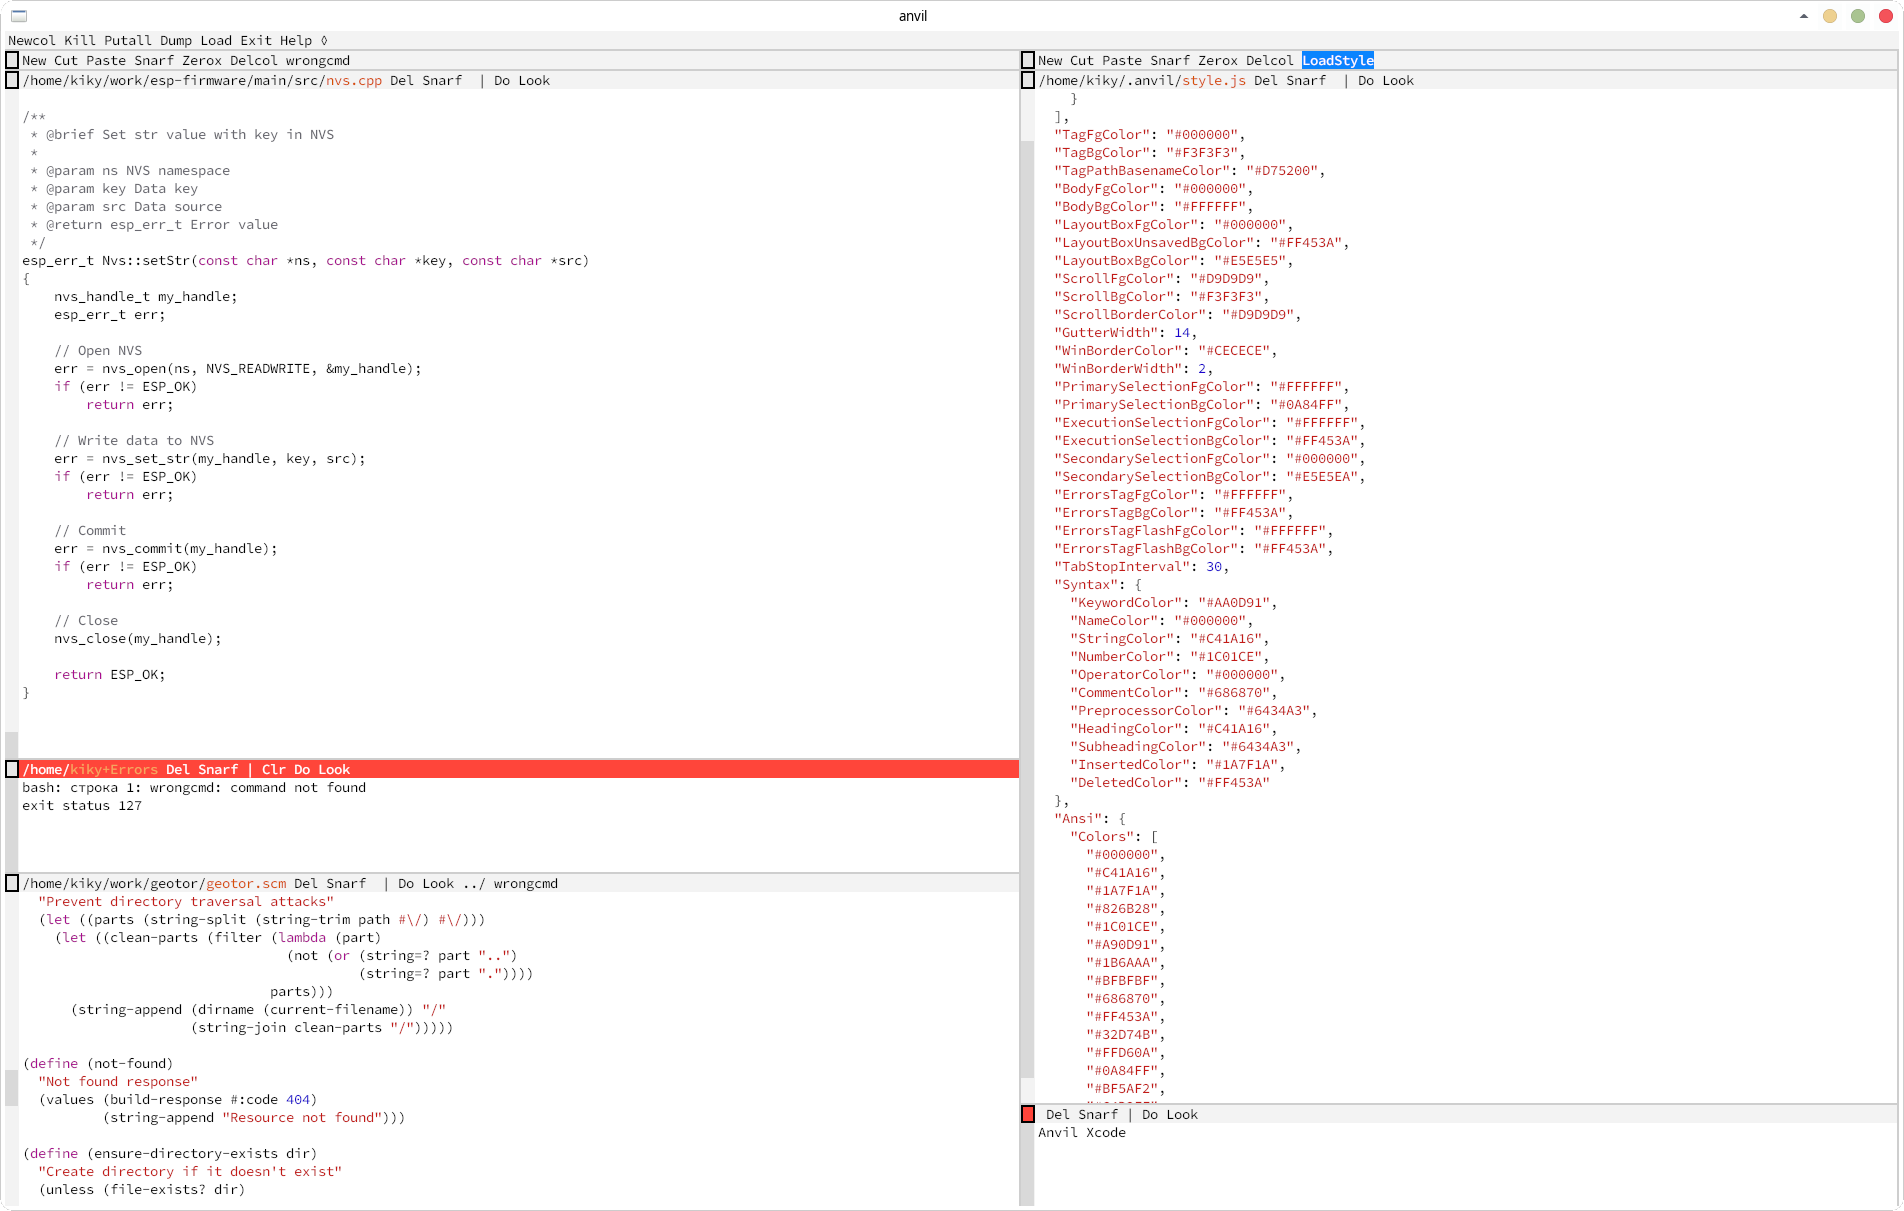 anvil
Newcol Kill Putall Dump Load Exit Help ◊
New Cut Paste Snarf Zerox Delcol wrongcmd
/home/kiky/work/esp-firmware/main/src/nvs.cpp Del Snarf  | Do Look
/**
 * @brief Set str value with key in NVS
 *
 * @param ns NVS namespace
 * @param key Data key
 * @param src Data source
 * @return esp_err_t Error value
 */
esp_err_t Nvs::setStr(const char *ns, const char *key, const char *src)
{
    nvs_handle_t my_handle;
    esp_err_t err;
    // Open NVS
    err = nvs_open(ns, NVS_READWRITE, &my_handle);
    if (err != ESP_OK)
        return err;
    // Write data to NVS
    err = nvs_set_str(my_handle, key, src);
    if (err != ESP_OK)
        return err;
    // Commit
    err = nvs_commit(my_handle);
    if (err != ESP_OK)
        return err;
    // Close
    nvs_close(my_handle);
    return ESP_OK;
}
/home/kiky+Errors Del Snarf | Clr Do Look
bash: строка 1: wrongcmd: command not found
exit status 127
/home/kiky/work/geotor/geotor.scm Del Snarf  | Do Look ../ wrongcmd
  "Prevent directory traversal attacks"
  (let ((parts (string-split (string-trim path #\/) #\/)))
    (let ((clean-parts (filter (lambda (part)
                                 (not (or (string=? part "..")
                                          (string=? part "."))))
                               parts)))
      (string-append (dirname (current-filename)) "/"
                     (string-join clean-parts "/")))))
(define (not-found)
  "Not found response"
  (values (build-response #:code 404)
          (string-append "Resource not found")))
(define (ensure-directory-exists dir)
  "Create directory if it doesn't exist"
  (unless (file-exists? dir)
New Cut Paste Snarf Zerox Delcol LoadStyle
/home/kiky/.anvil/style.js Del Snarf  | Do Look
    }
  ],
  "TagFgColor": "#000000",
  "TagBgColor": "#F3F3F3",
  "TagPathBasenameColor": "#D75200",
  "BodyFgColor": "#000000",
  "BodyBgColor": "#FFFFFF",
  "LayoutBoxFgColor": "#000000",
  "LayoutBoxUnsavedBgColor": "#FF453A",
  "LayoutBoxBgColor": "#E5E5E5",
  "ScrollFgColor": "#D9D9D9",
  "ScrollBgColor": "#F3F3F3",
  "ScrollBorderColor": "#D9D9D9",
  "GutterWidth": 14,
  "WinBorderColor": "#CECECE",
  "WinBorderWidth": 2,
  "PrimarySelectionFgColor": "#FFFFFF",
  "PrimarySelectionBgColor": "#0A84FF",
  "ExecutionSelectionFgColor": "#FFFFFF",
  "ExecutionSelectionBgColor": "#FF453A",
  "SecondarySelectionFgColor": "#000000",
  "SecondarySelectionBgColor": "#E5E5EA",
  "ErrorsTagFgColor": "#FFFFFF",
  "ErrorsTagBgColor": "#FF453A",
  "ErrorsTagFlashFgColor": "#FFFFFF",
  "ErrorsTagFlashBgColor": "#FF453A",
  "TabStopInterval": 30,
  "Syntax": {
    "KeywordColor": "#AA0D91",
    "NameColor": "#000000",
    "StringColor": "#C41A16",
    "NumberColor": "#1C01CE",
    "OperatorColor": "#000000",
    "CommentColor": "#686870",
    "PreprocessorColor": "#6434A3",
    "HeadingColor": "#C41A16",
    "SubheadingColor": "#6434A3",
    "InsertedColor": "#1A7F1A",
    "DeletedColor": "#FF453A"
  },
  "Ansi": {
    "Colors": [
      "#000000",
      "#C41A16",
      "#1A7F1A",
      "#826B28",
      "#1C01CE",
      "#A90D91",
      "#1B6AAA",
      "#BFBFBF",
      "#686870",
      "#FF453A",
      "#32D74B",
      "#FFD60A",
      "#0A84FF",
      "#BF5AF2",
 Del Snarf | Do Look
Anvil Xcode